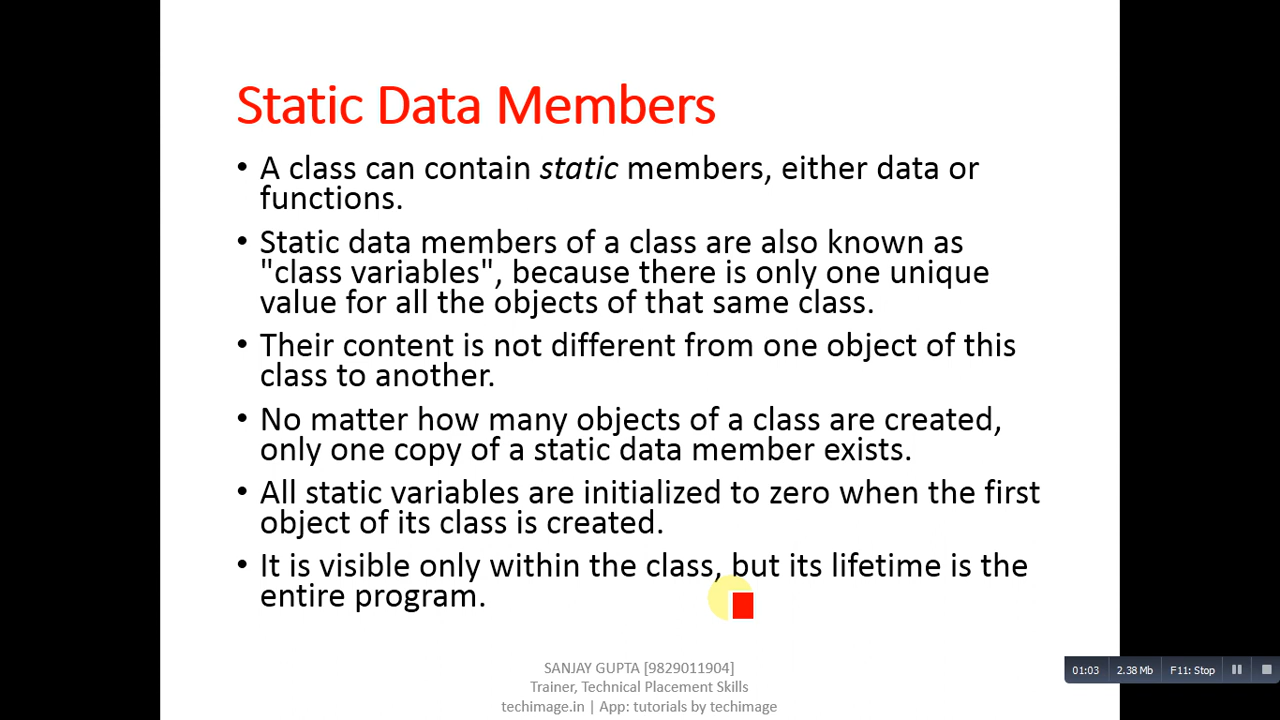 Static Data Members
• A class can contain static members, either data or
functions.
• Static data members of a class are also known as
"class variables", because there is only one unique
value for all the objects of that same class.
• Their content is not different from one object of this
class to another.
• No matter how many objects of a class are created,
only one copy of a static data member exists.
• All static variables are initialized to zero when the first
object of its class is created.
• It is visible only within the class, but its lifetime is the
entire program.
SANJAY GUPTA [9829011904]
Trainer, Technical Placement Skills
techimage.in | App: tutorials by techimage
01:03 2.38 Mb F11: Stop